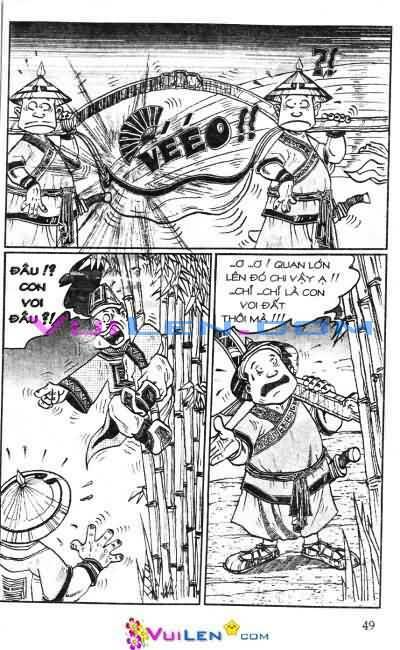 ?!
VÉÉO!!
ĐÂU!?
CON
VOI
ĐÂU?!
..Ơ ..Ơ ! QUAN LỚN
LÊN ĐÓ CHI VẬY Ạ !!
..CHỈ ..CHỈ LÀ CON
VOI ĐẤT
THÔI MÀ !!!
VUILEN.COM
49
VUILEN.COM